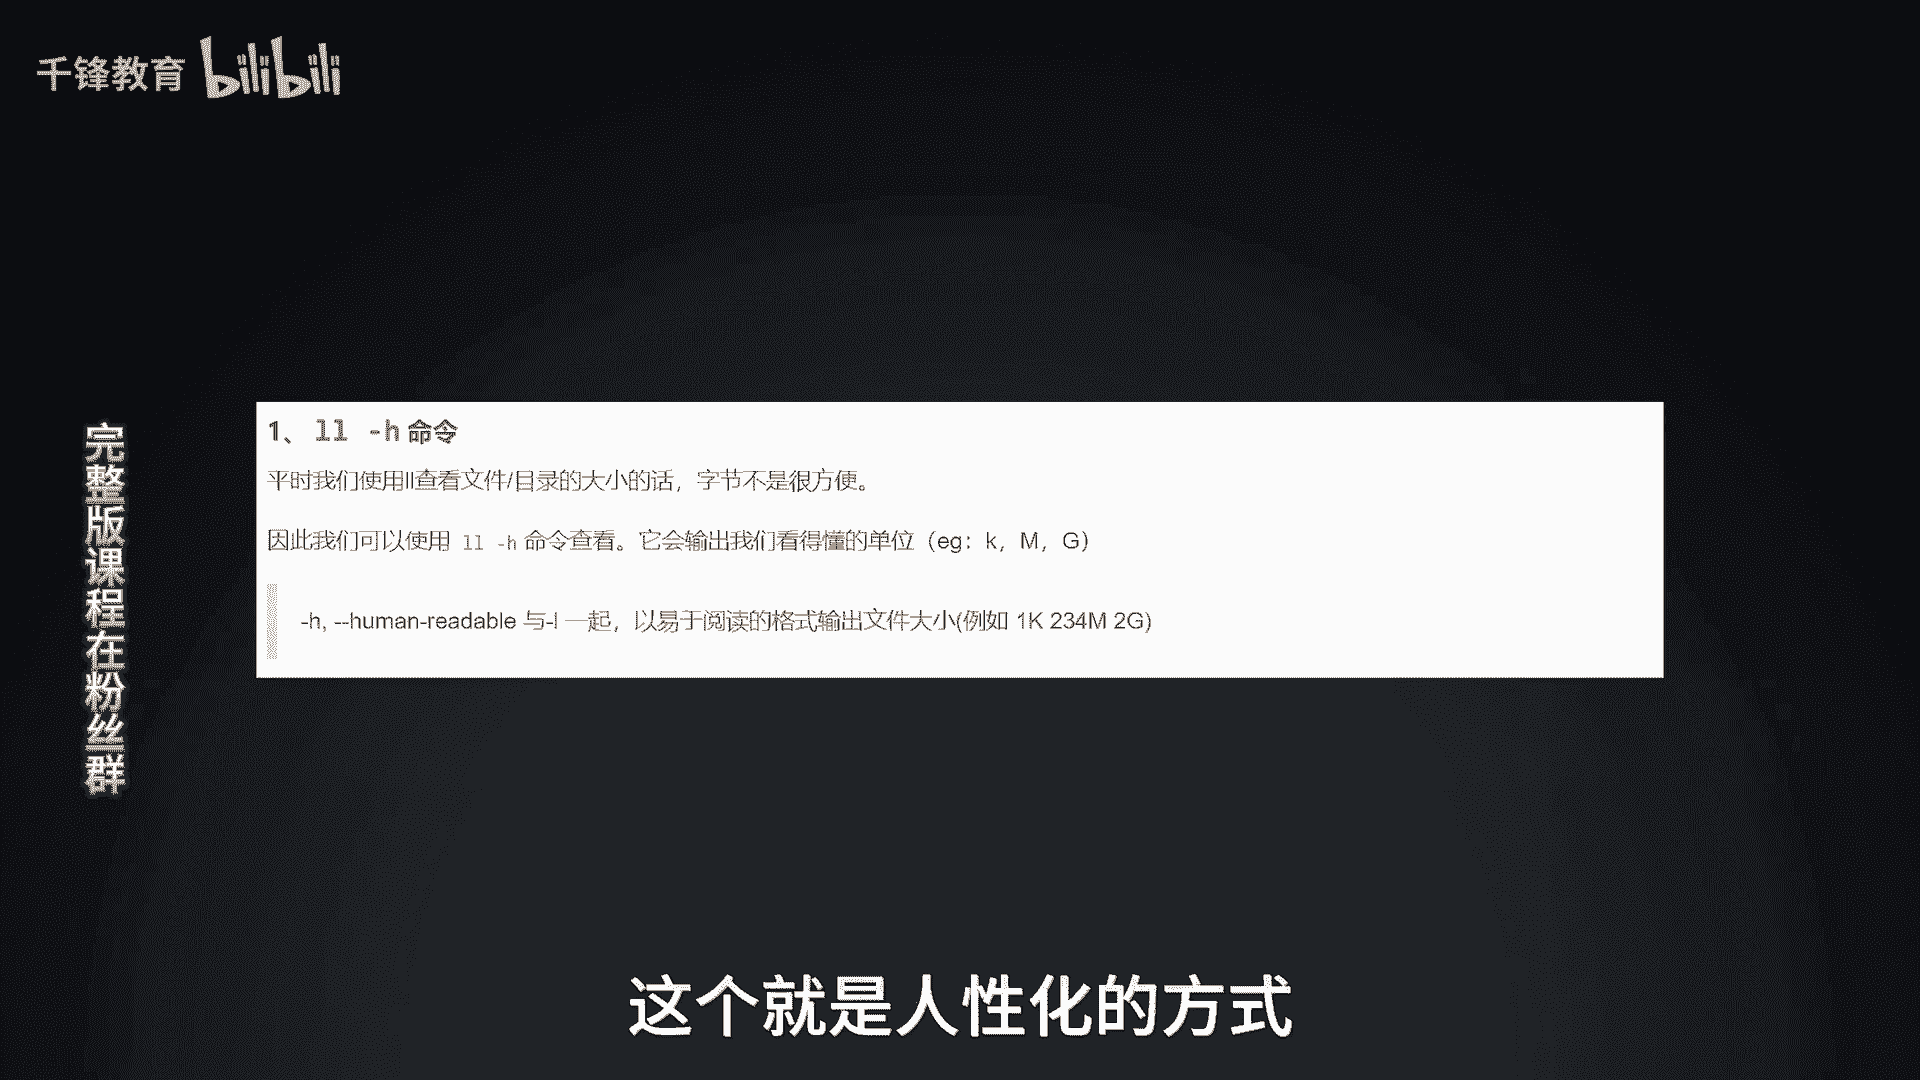 千锋教育 bilibili
1、 ll -h 命令
平时我们使用ll查看文件/目录的大小的话，字节不是很方便。
因此我们可以使用 ll -h 命令查看。它会输出我们看得懂的单位（eg：k，M，G）
-h, --human-readable 与-l 一起，以易于阅读的格式输出文件大小(例如 1K 234M 2G)
完整版课程在粉丝群
这个就是人性化的方式